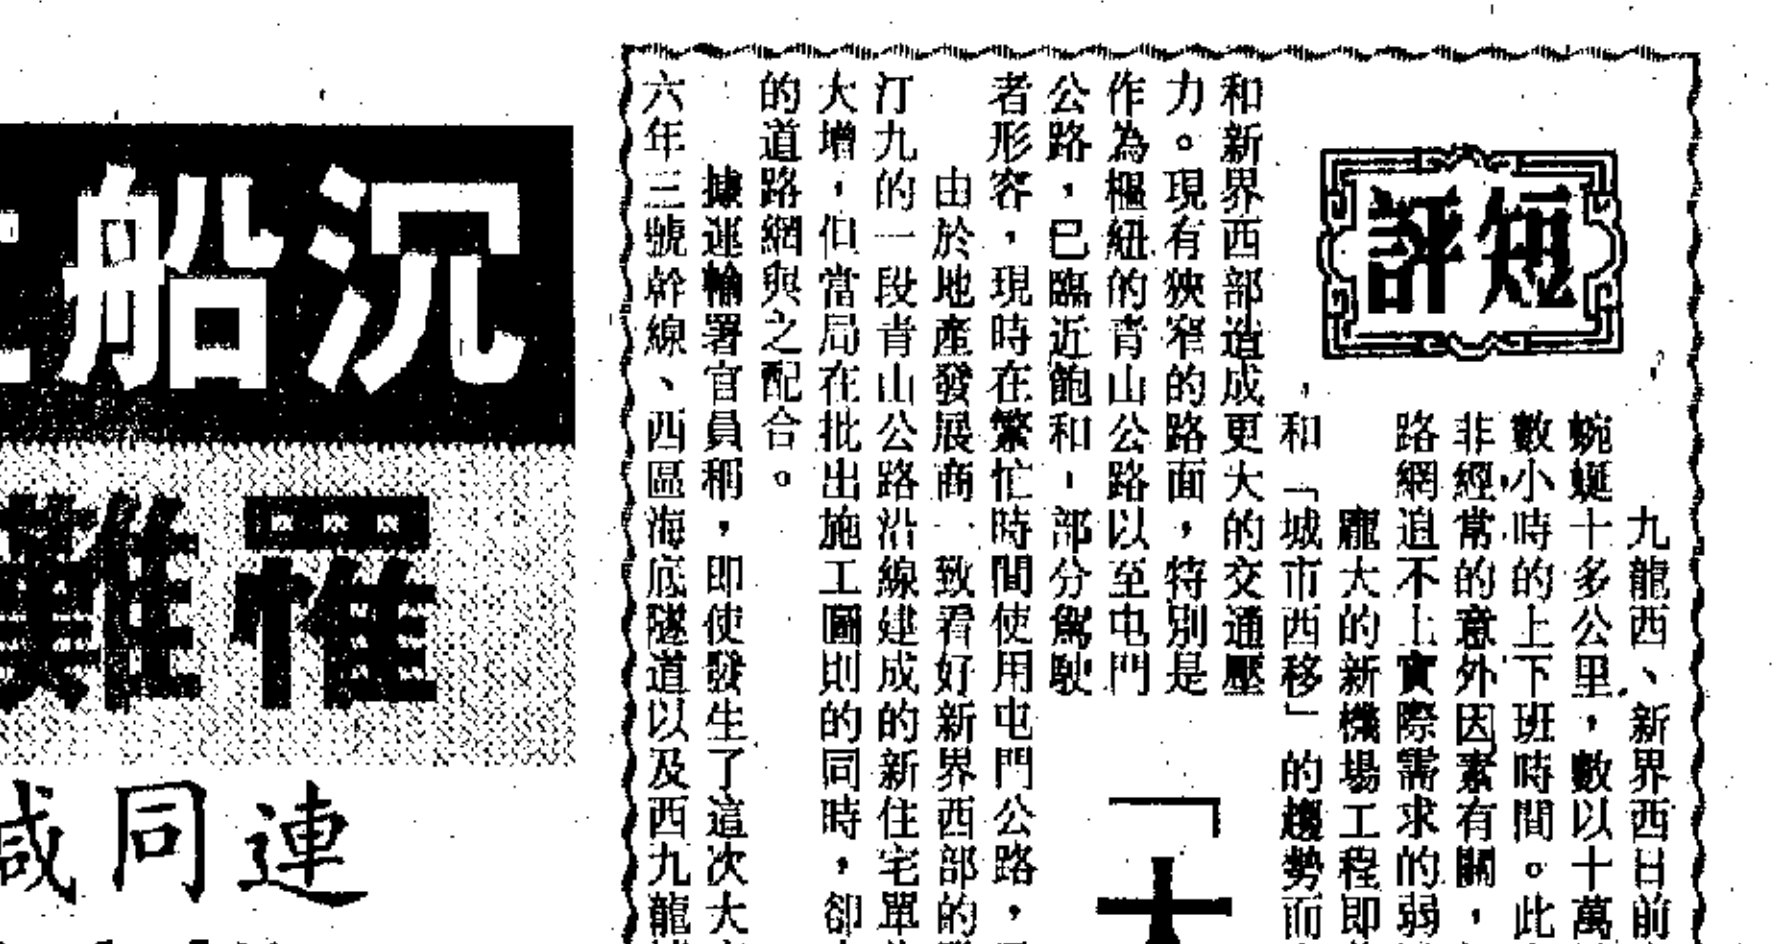 短評
九龍西、新界西日前
蜿蜒十多公里，數以十萬
數小時的上下班時間。此
非經常的意外因素有關，
路網追不上實際需求的弱
龐大的新機場工程即
和「城市西移」的趨勢而
和新界西部造成更大的交通壓
力。現有狹窄的路面，特別是
作為樞紐的青山公路以至屯門
公路，已臨近飽和，部分駕駛
者形容，現時在繁忙時間使用屯門公路，
由於地產發展商一致看好新界西部的
汀九的一段青山公路沿線建成的新住宅單
大增，但當局在批出施工圖則的同時，卻
的道路網與之配合。
據運輸署官員稱，即使發生了這次大
六年三號幹線、西區海底隧道以及西九龍
沉船
罹難
連同